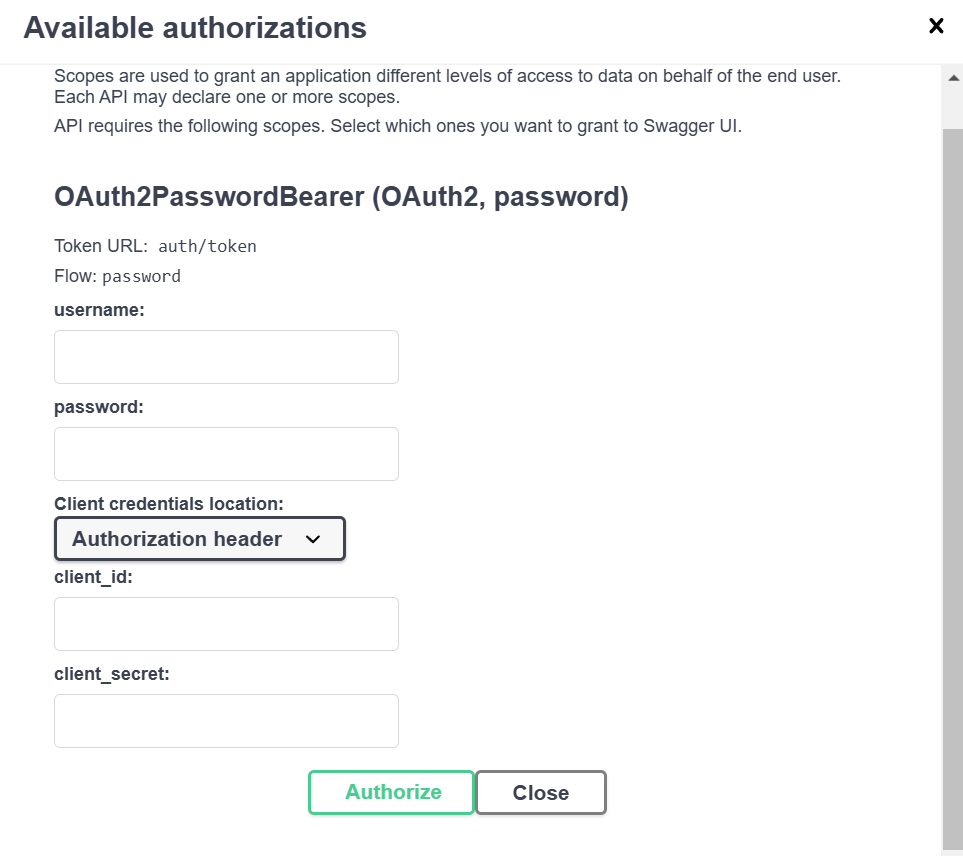 Available authorizations
Scopes are used to grant an application different levels of access to data on behalf of the end user.
Each API may declare one or more scopes.
API requires the following scopes. Select which ones you want to grant to Swagger UI.
OAuth2PasswordBearer (OAuth2, password)
Token URL: auth/token
Flow: password
username:
password:
Client credentials location:
Authorization header
client_id:
client_secret:
Authorize Close